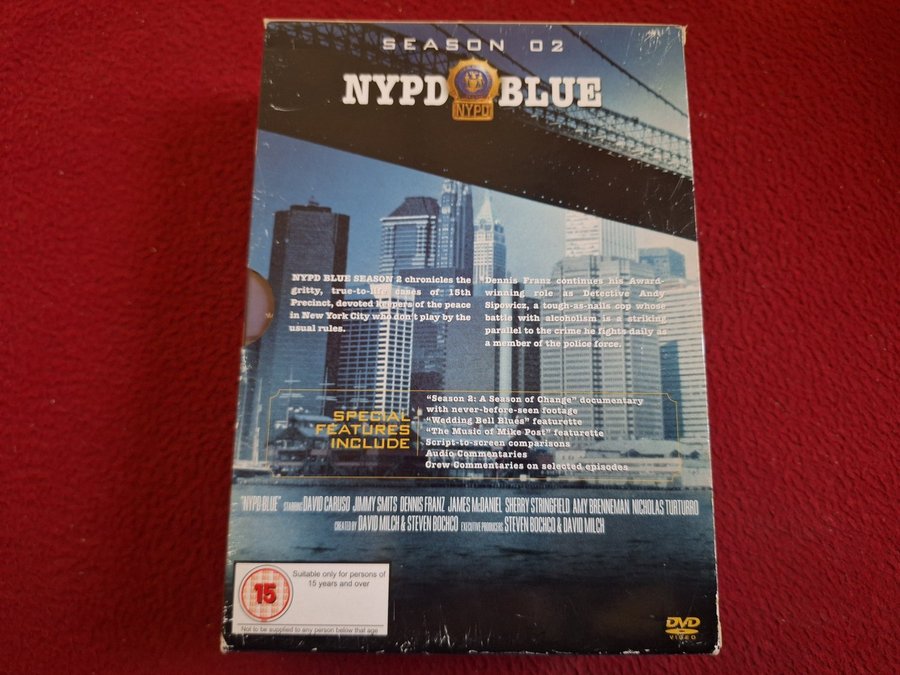 SEASON 02
NYPD BLUE
NYPD
NYPD BLUE SEASON 2 chronicles the
gritty, true-to-life cases of 15th
Precinct, devoted keepers of the peace
in New York City who don't play by the
usual rules.
Dennis Franz continues his Award-
winning role as Detective Andy
Sipowicz, a tough-as-nails cop whose
battle with alcoholism is a striking
parallel to the crime he fights daily as
a member of the police force.
SPECIAL
FEATURES
INCLUDE
"Season 2: A Season of Change" documentary
with never-before-seen footage
"Wedding Bell Blues" featurette
"The Music of Mike Post" featurette
Script-to-screen comparisons
Audio Commentaries
Crew Commentaries on selected episodes
"NYPD BLUE" STARRING DAVID CARUSO JIMMY SMITS DENNIS FRANZ JAMES McDANIEL SHERRY STRINGFIELD AMY BRENNEMAN NICHOLAS TURTURRO
CREATED BY DAVID MILCH & STEVEN BOCHCO EXECUTIVE PRODUCERS STEVEN BOCHCO & DAVID MILCH
15
Suitable only for persons of
15 years and over
Not to be supplied to any person below that age
DVD
VIDEO